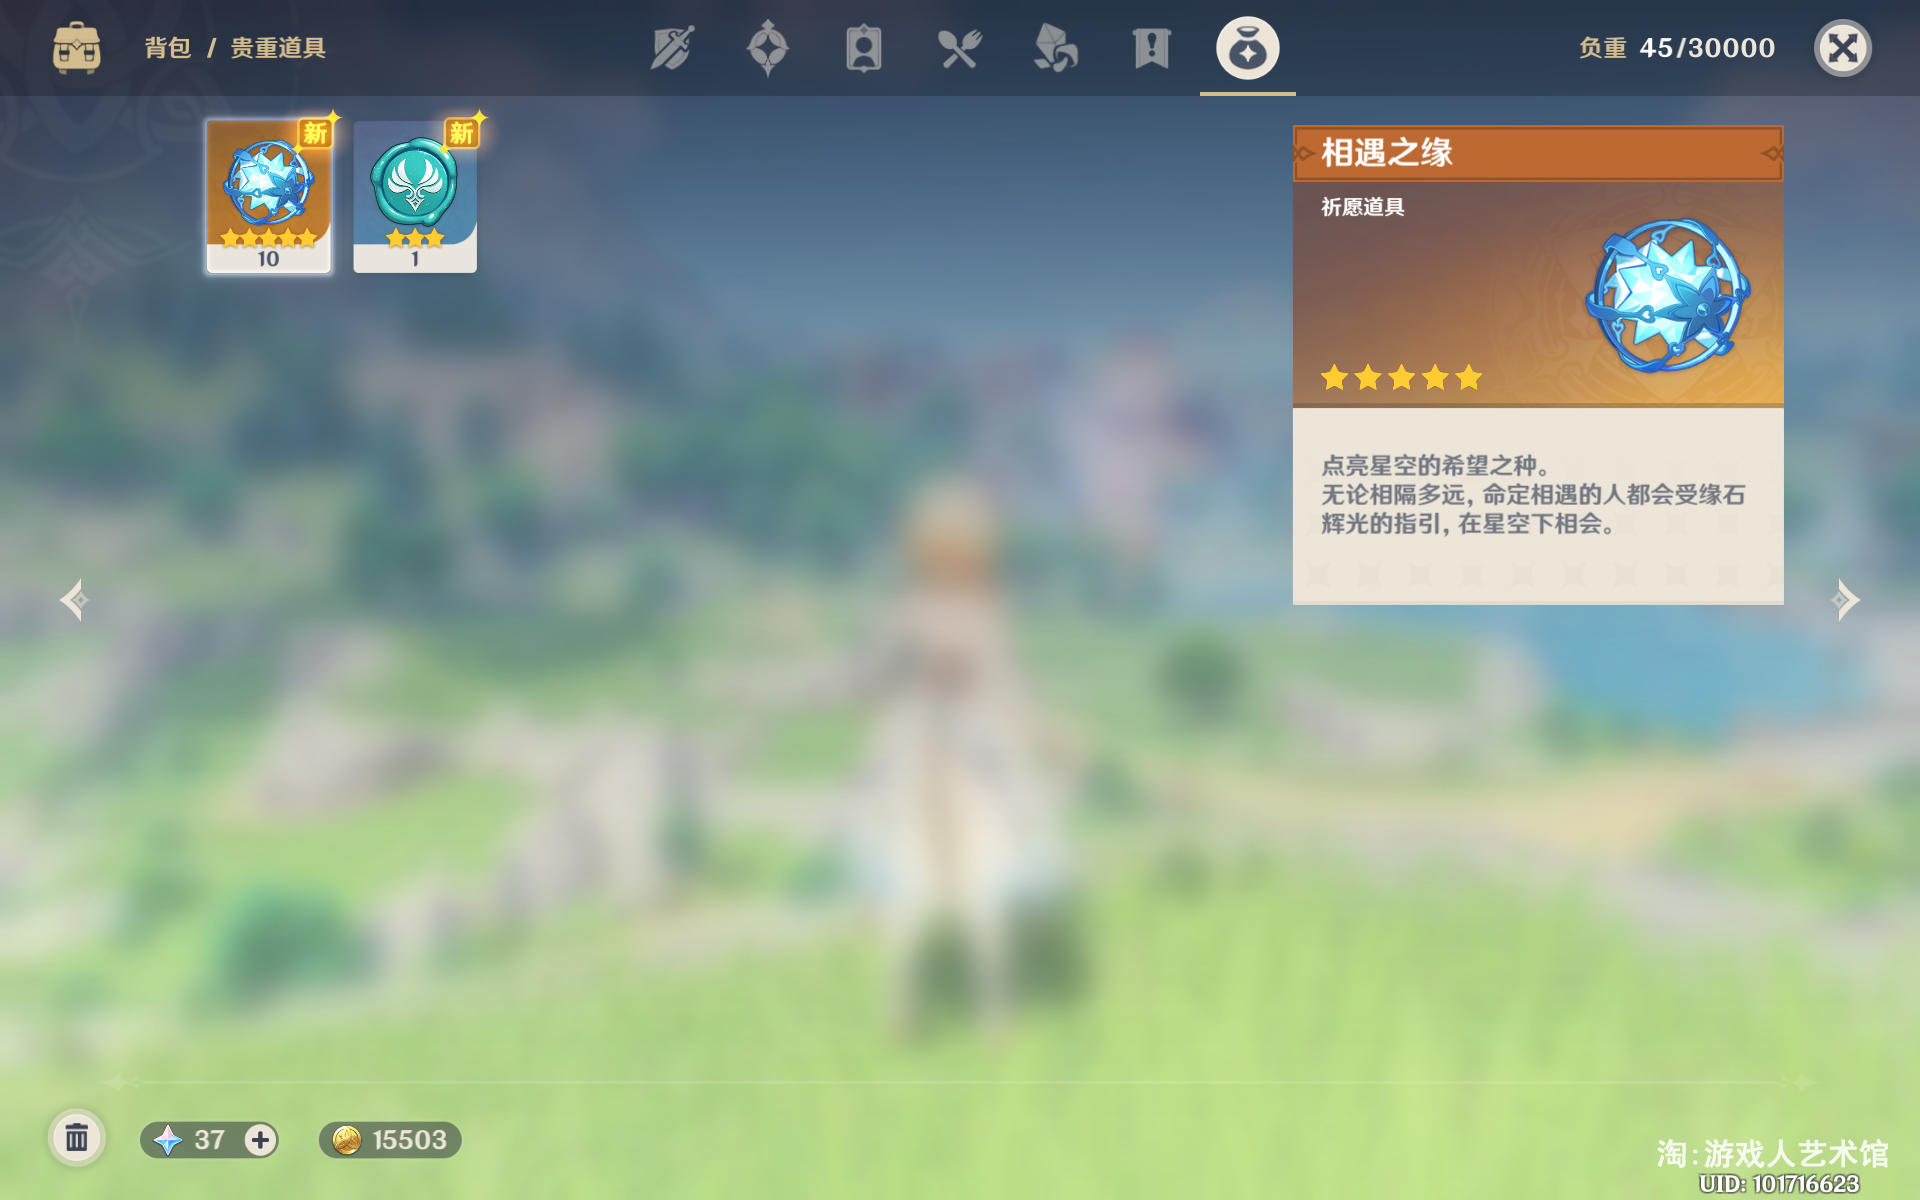 背包 / 贵重道具
负重 45/30000
新
新
10
1
相遇之缘
祈愿道具
点亮星空的希望之种。
无论相隔多远，命定相遇的人都会受缘石
辉光的指引，在星空下相会。
37
15503
淘:游戏人艺术馆
UID: 101716623